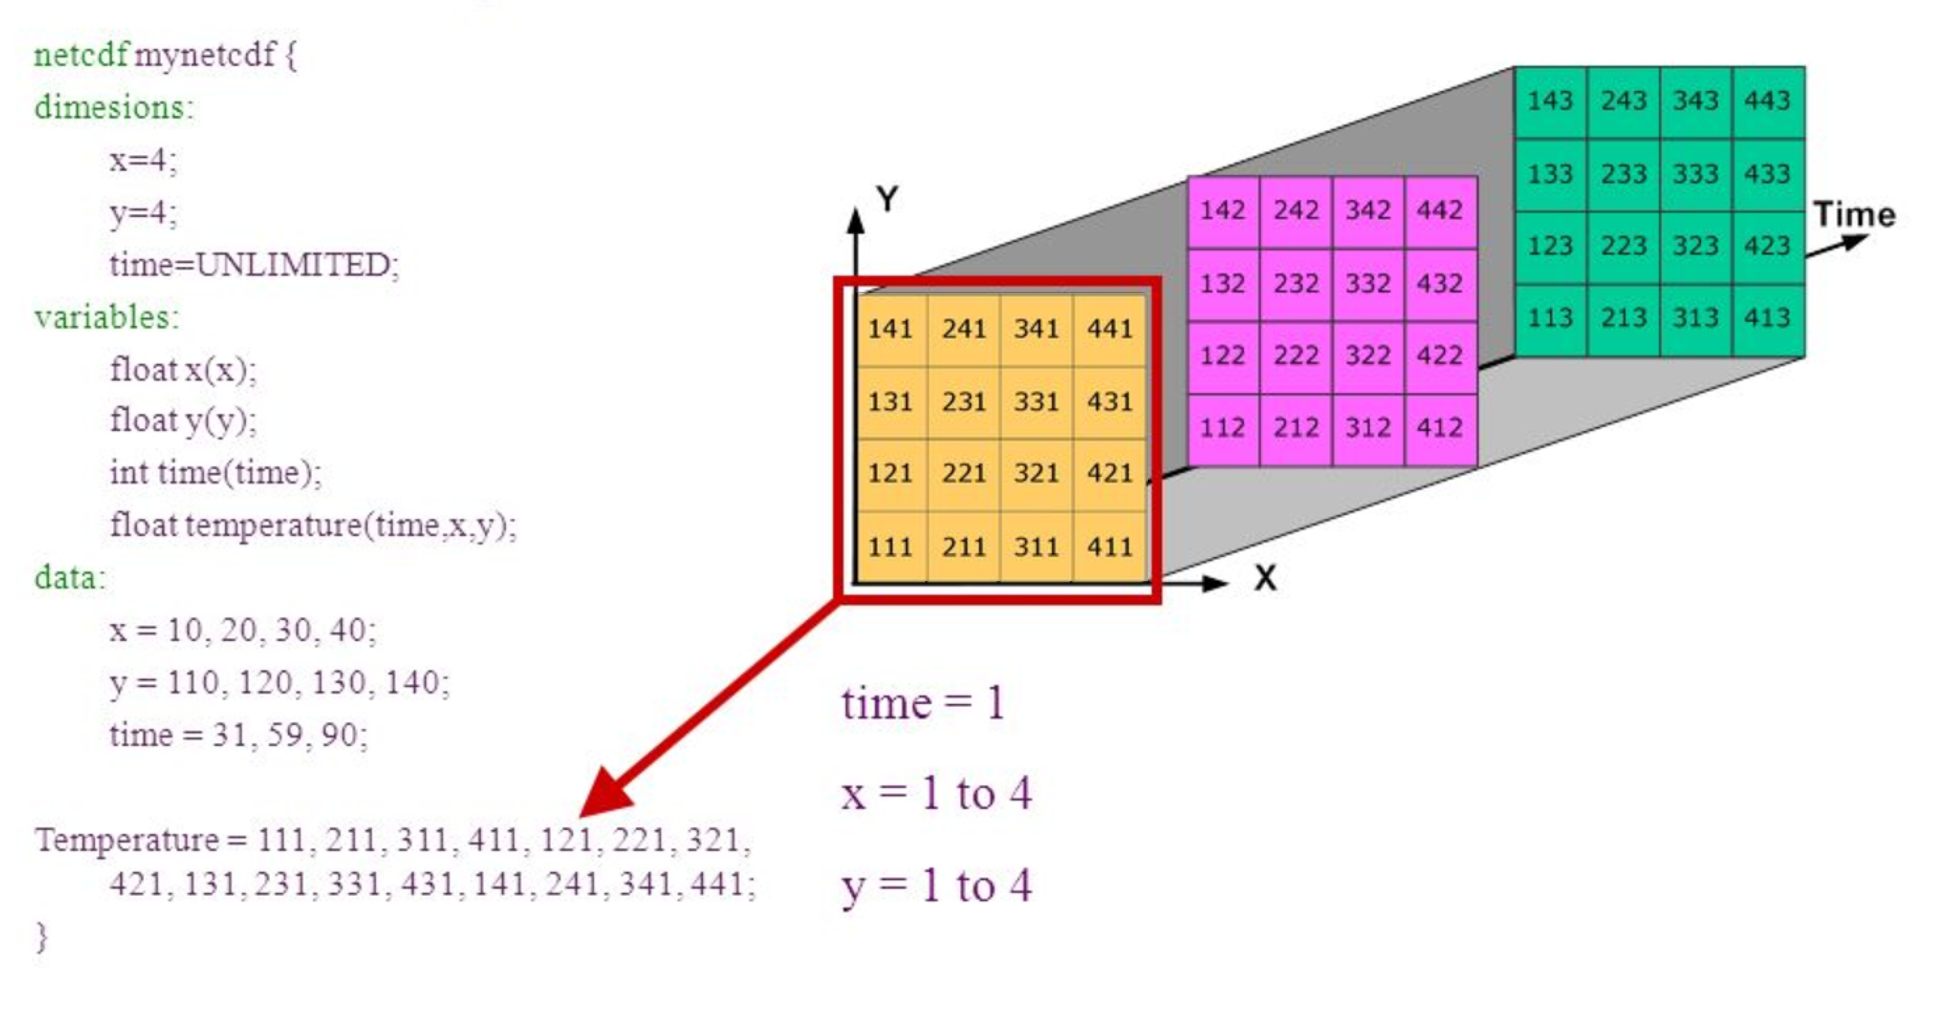 netcdf mynetcdf {
dimesions:
x=4;
y=4;
time=UNLIMITED;
variables:
float x(x);
float y(y);
int time(time);
float temperature(time,x,y);
data:
x = 10, 20, 30, 40;
y = 110, 120, 130, 140;
time = 31, 59, 90;
Temperature = 111, 211, 311, 411, 121, 221, 321,
421, 131, 231, 331, 431, 141, 241, 341, 441;
}
Y
141 241 341 441
131 231 331 431
121 221 321 421
111 211 311 411
X
142 242 342 442
132 232 332 432
122 222 322 422
112 212 312 412
143 243 343 443
133 233 333 433
123 223 323 423
113 213 313 413
Time
time = 1
x = 1 to 4
y = 1 to 4